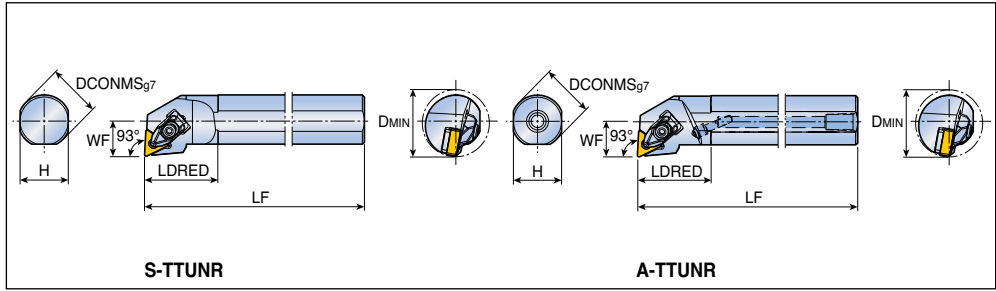 DCONMSg7
WF
93°
H
LDRED
LF
DMIN
S-TTUNR
DCONMSg7
WF
93°
H
LDRED
LF
DMIN
A-TTUNR